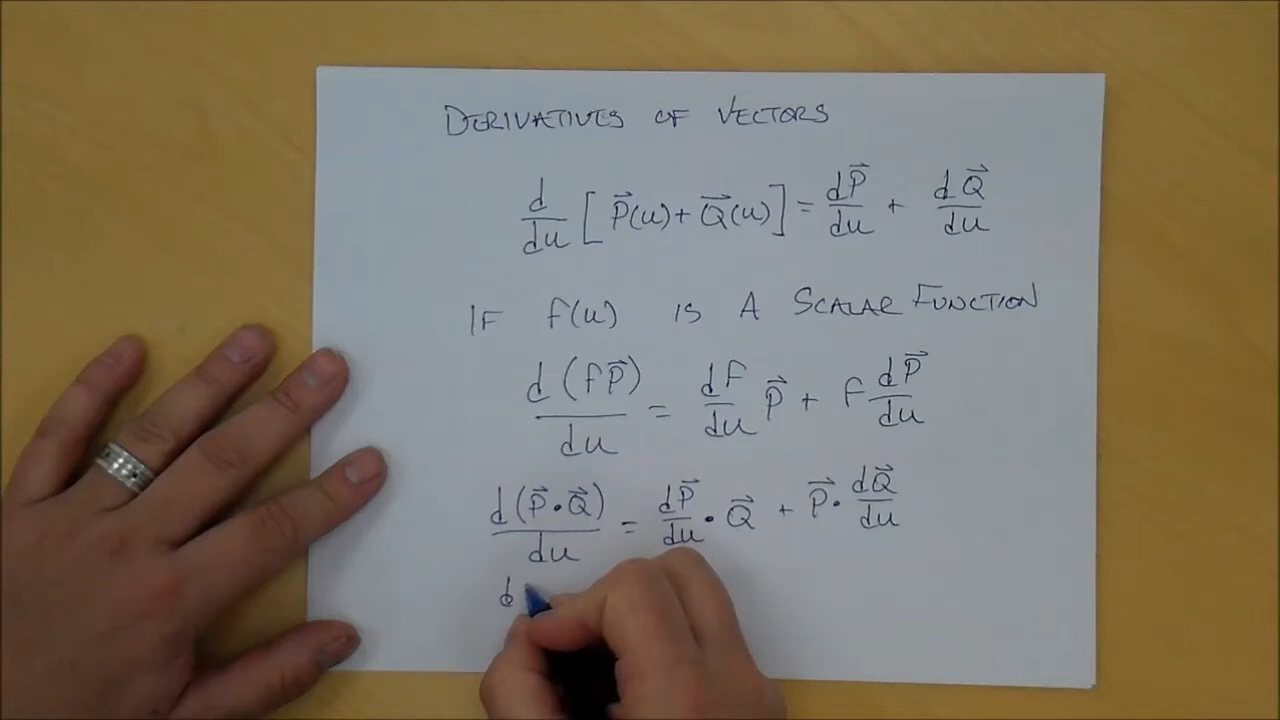 DERIVATIVES OF VECTORS
d/du [P⃗(u) + Q⃗(u)] = dP⃗/du + dQ⃗/du
IF f(u) IS A SCALAR FUNCTION
d(fP⃗)/du = df/du P⃗ + f dP⃗/du
d(P⃗ • Q⃗)/du = dP⃗/du • Q⃗ + P⃗ • dQ⃗/du
d